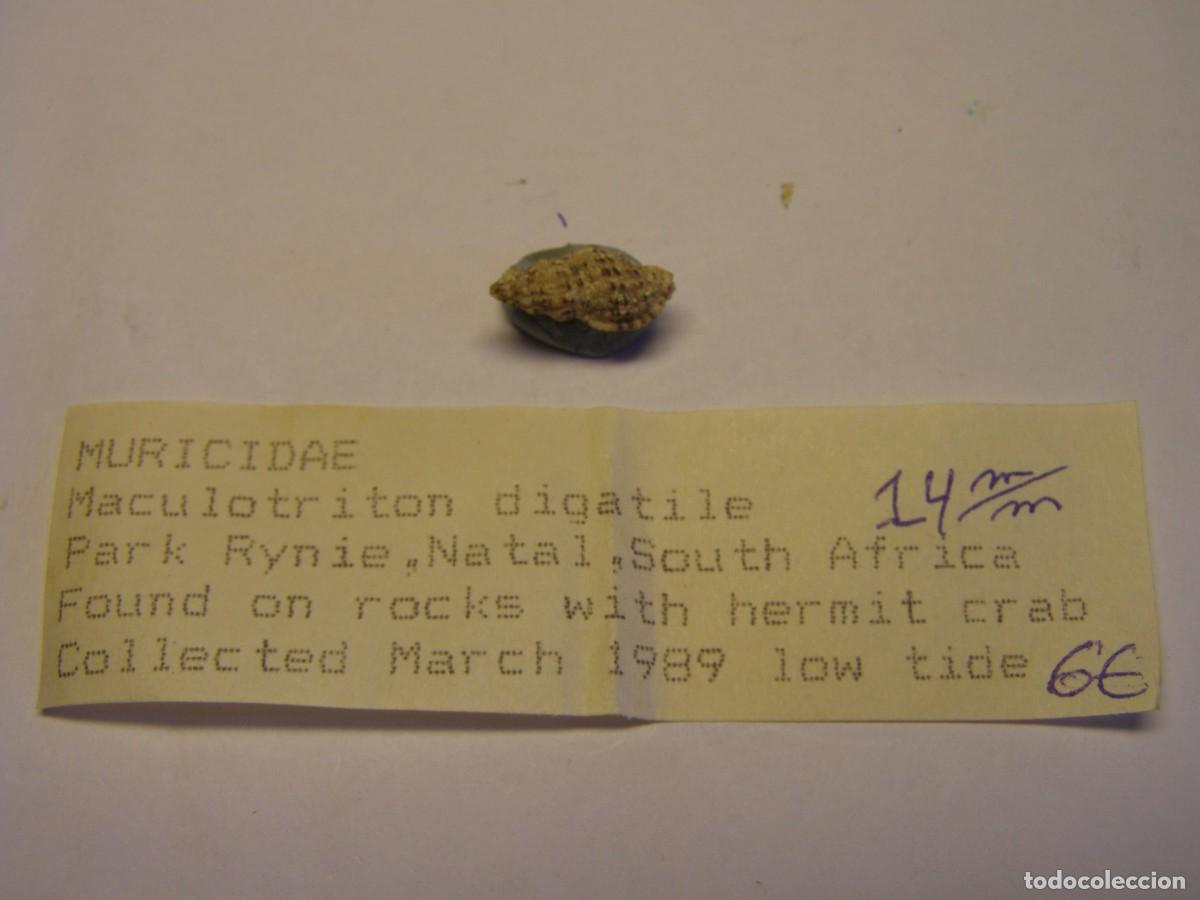 MURICIDAE
Maculotriton digatile 14 m/m
Park Rynie,Natal,South Africa
Found on rocks with hermit crab
Collected March 1989 low tide 6€
todocoleccion